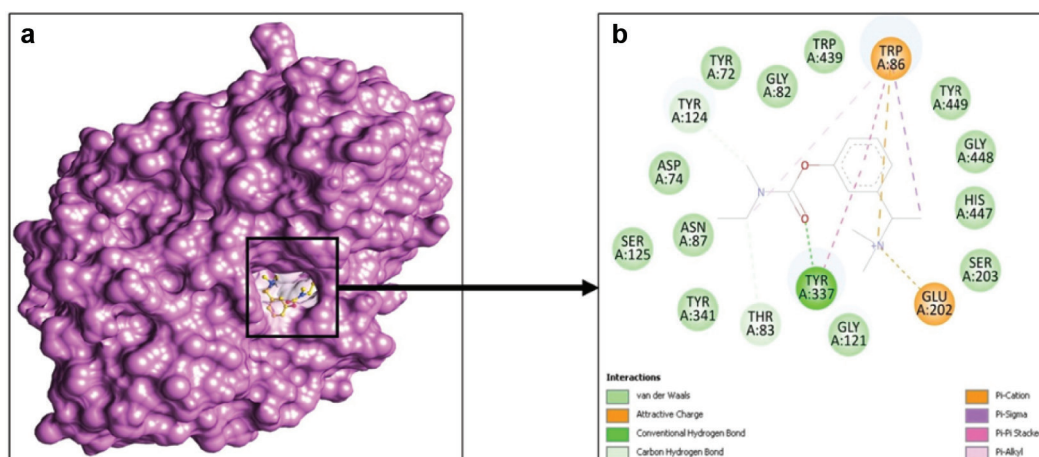 a
b
TYR
A:72
GLY
A:82
TRP
A:439
TRP
A:86
TYR
A:124
TYR
A:449
ASP
A:74
GLY
A:448
HIS
A:447
SER
A:125
ASN
A:87
SER
A:203
TYR
A:341
THR
A:83
TYR
A:337
GLY
A:121
GLU
A:202
O
N
O
N
+
Interactions
van der Waals
Attractive Charge
Conventional Hydrogen Bond
Carbon Hydrogen Bond
Pi-Cation
Pi-Sigma
Pi-Pi Stacke
Pi-Alkyl